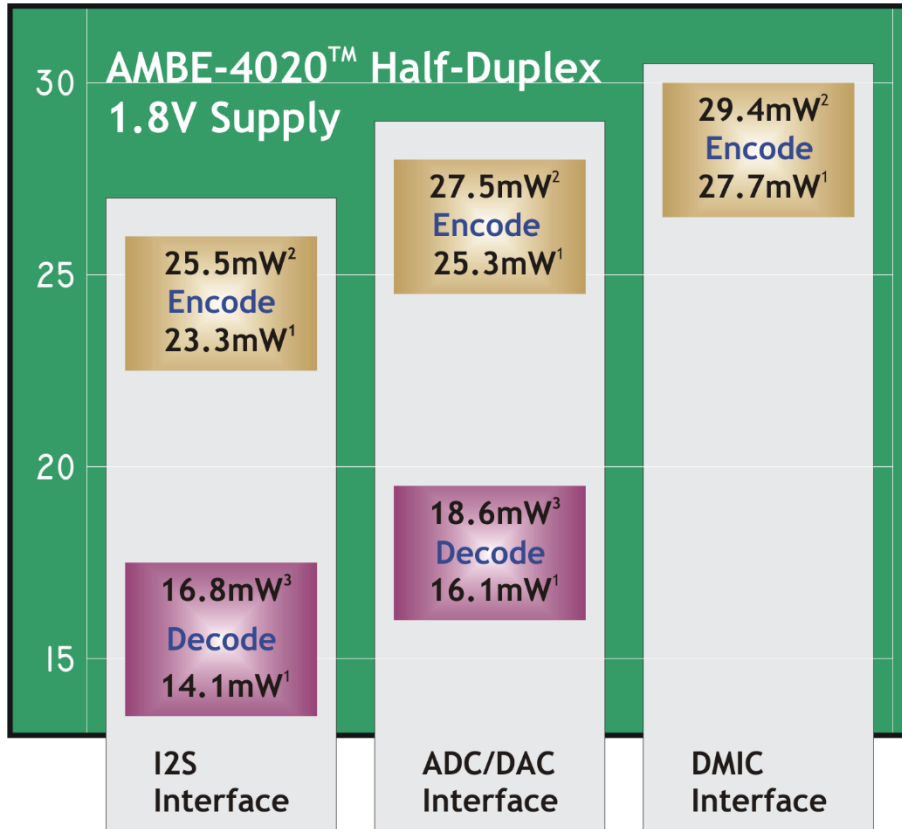 AMBE-4020™ Half-Duplex
1.8V Supply
30
25
20
15
25.5mW²
Encode
23.3mW¹
16.8mW³
Decode
14.1mW¹
I2S
Interface
27.5mW²
Encode
25.3mW¹
18.6mW³
Decode
16.1mW¹
ADC/DAC
Interface
29.4mW²
Encode
27.7mW¹
DMIC
Interface